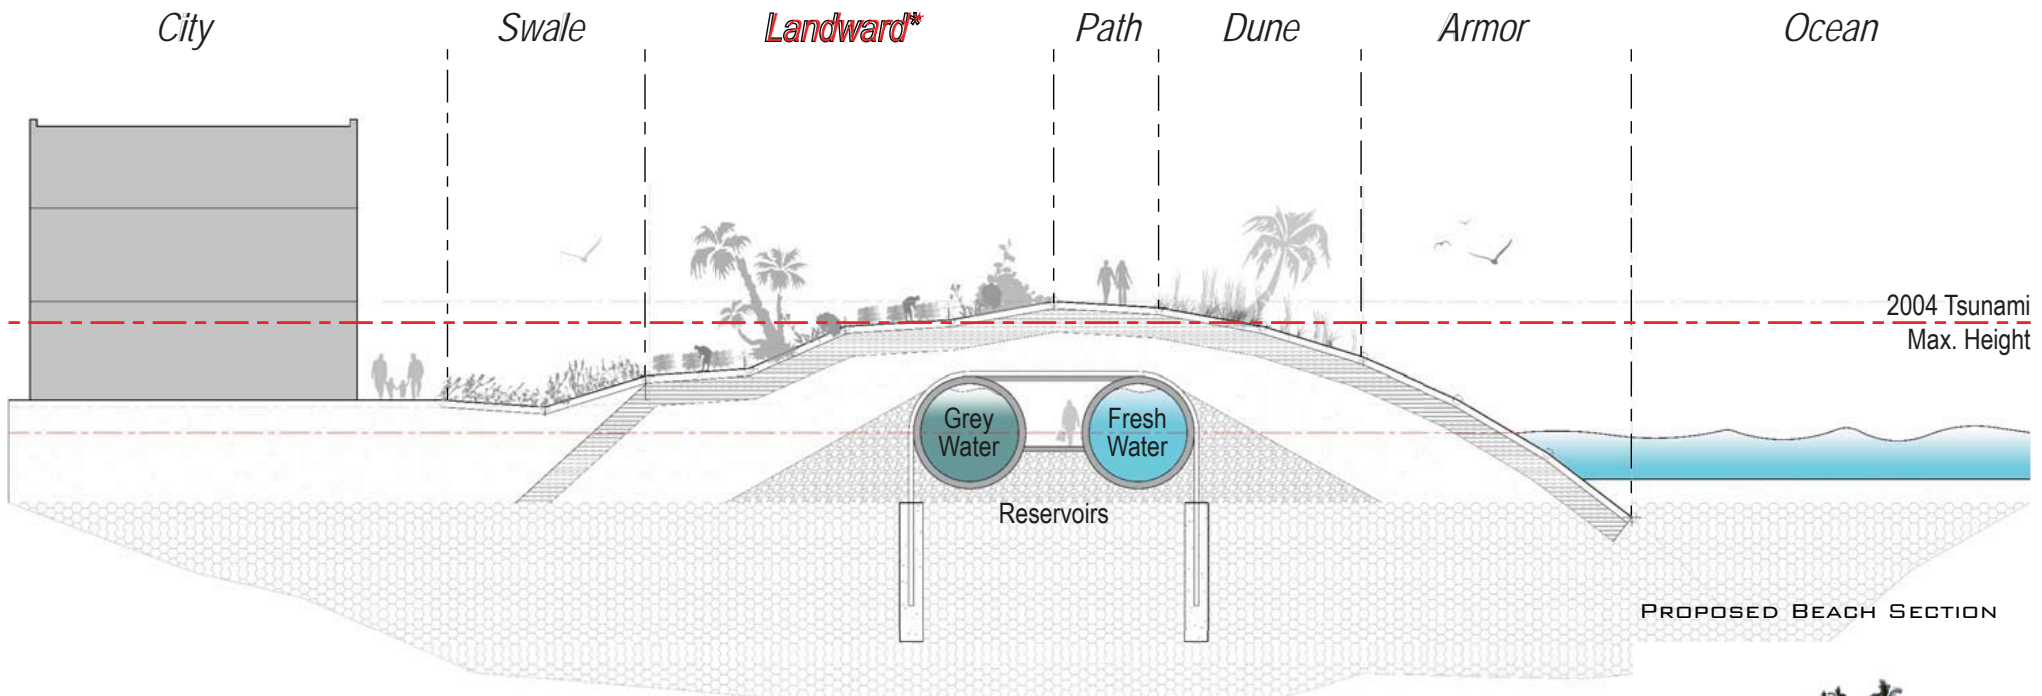 City
Swale
Landward*
Path
Dune
Armor
Ocean
2004 Tsunami
Max. Height
Grey
Water
Fresh
Water
Reservoirs
PROPOSED BEACH SECTION